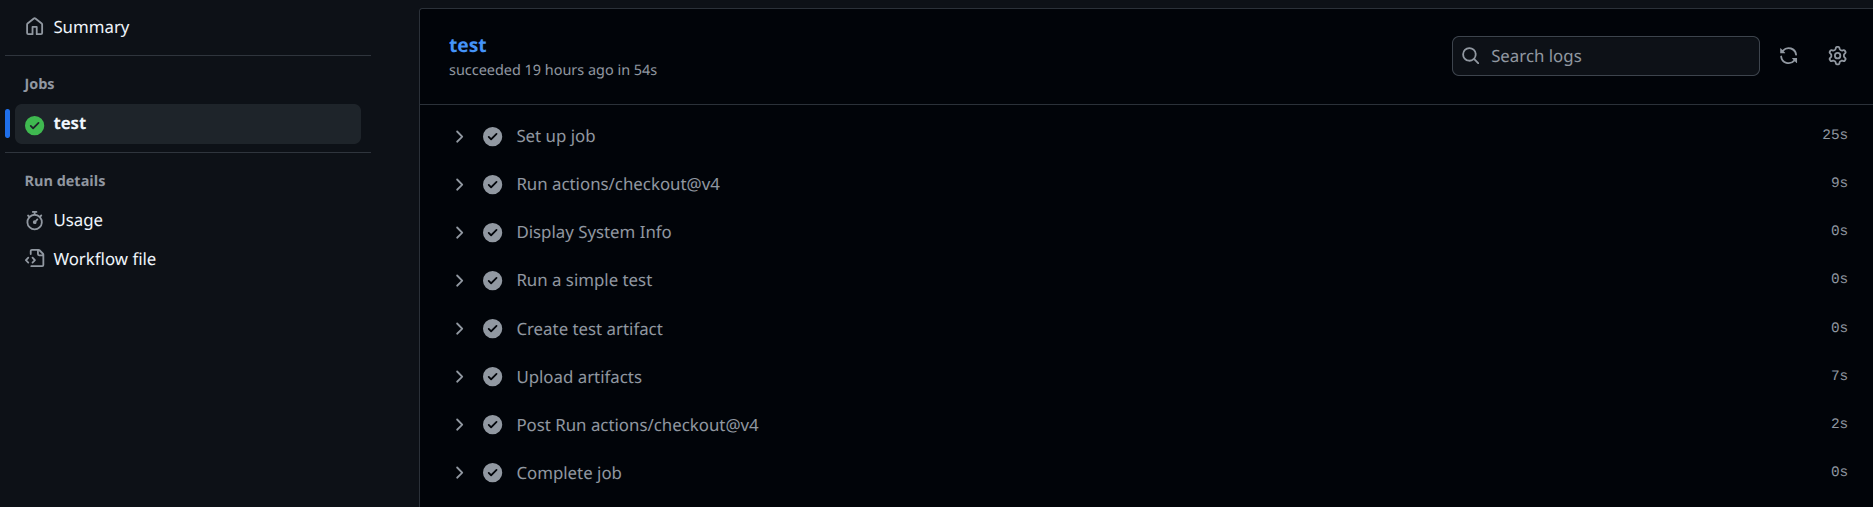 Summary
Jobs
test
Run details
Usage
Workflow file
test
succeeded 19 hours ago in 54s
Search logs
Set up job 25s
Run actions/checkout@v4 9s
Display System Info 0s
Run a simple test 0s
Create test artifact 0s
Upload artifacts 7s
Post Run actions/checkout@v4 2s
Complete job 0s